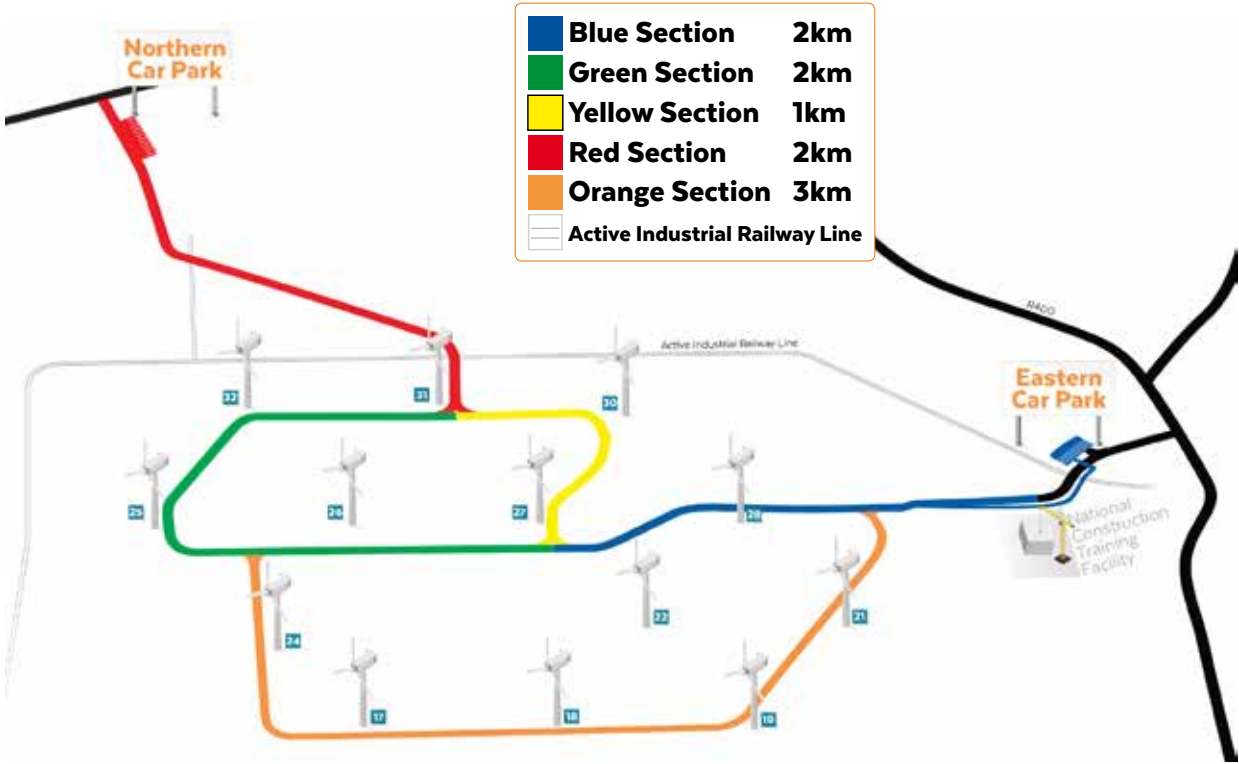 Northern
Car Park
Blue Section 2km
Green Section 2km
Yellow Section 1km
Red Section 2km
Orange Section 3km
Active Industrial Railway Line
R400
Active Industrial Railway Line
Eastern
Car Park
32
31
30
25
26
27
28
National
Construction
Training
Facility
24
22
21
17
18
19